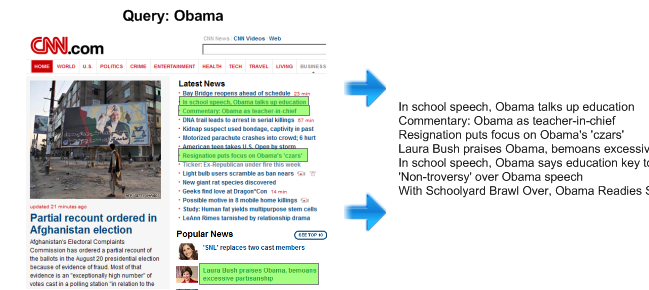 Query: Obama
CNN.com
CNN News CNN Videos Web
HOME WORLD U.S. POLITICS CRIME ENTERTAINMENT HEALTH TECH TRAVEL LIVING BUSINESS
Latest News
Bay Bridge reopens ahead of schedule 23 min
In school speech, Obama talks up education
Commentary: Obama as teacher-in-chief
DNA trail leads to arrest in serial killings 67 min
Kidnap suspect used bondage, captivity in past
Motorized parachute crashes into crowd; 6 hurt
American teen takes U.S. Open by storm
Resignation puts focus on Obama's 'czars'
Ticker: Ex-Republican under fire this week
Light bulb users scramble as ban nears
New giant rat species discovered
Geeks find love at Dragon*Con 14 min
Possible motive in 8 mobile home killings
Study: Human fat yields multipurpose stem cells
LeAnn Rimes tarnished by relationship drama
updated 21 minutes ago
Partial recount ordered in
Afghanistan election
Afghanistan's Electoral Complaints
Commission has ordered a partial recount of
the ballots in the August 20 presidential election
because of evidence of fraud. Most of that
evidence is an "exceptionally high number" of
votes cast in a polling station "in relation to the
Popular News
SEE TOP 10
'SNL' replaces two cast members
Laura Bush praises Obama, bemoans
excessive partisanship
In school speech, Obama talks up education
Commentary: Obama as teacher-in-chief
Resignation puts focus on Obama's 'czars'
Laura Bush praises Obama, bemoans excessiv
In school speech, Obama says education key to
'Non-troversy' over Obama speech
With Schoolyard Brawl Over, Obama Readies S